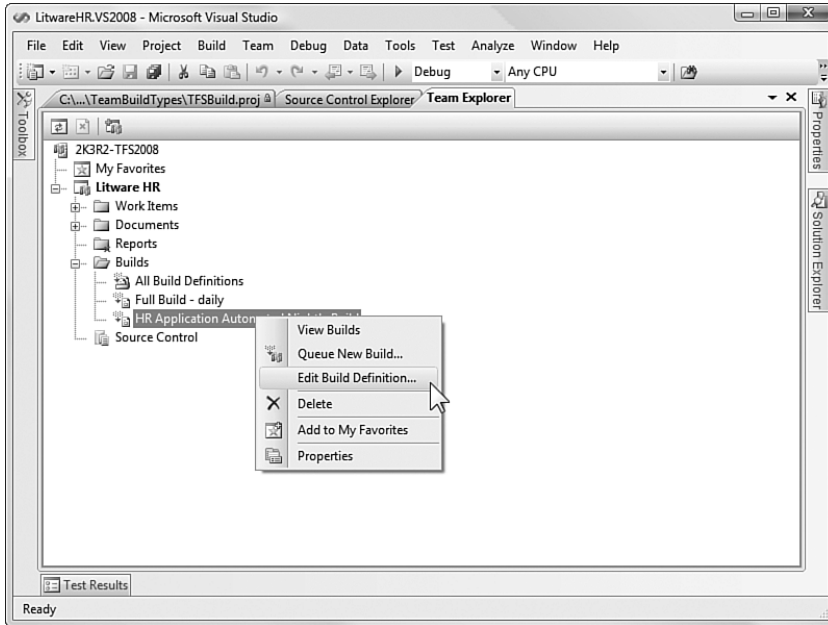 LitwareHR.VS2008 - Microsoft Visual Studio
File Edit View Project Build Team Debug Data Tools Test Analyze Window Help
Debug Any CPU
C:\...\TeamBuildTypes\TFSBuild.proj Source Control Explorer Team Explorer
Toolbox
Properties
Solution Explorer
2K3R2-TFS2008
My Favorites
Litware HR
Work Items
Documents
Reports
Builds
All Build Definitions
Full Build - daily
HR Application Automated Nightly Build
Source Control
View Builds
Queue New Build...
Edit Build Definition...
Delete
Add to My Favorites
Properties
Test Results
Ready